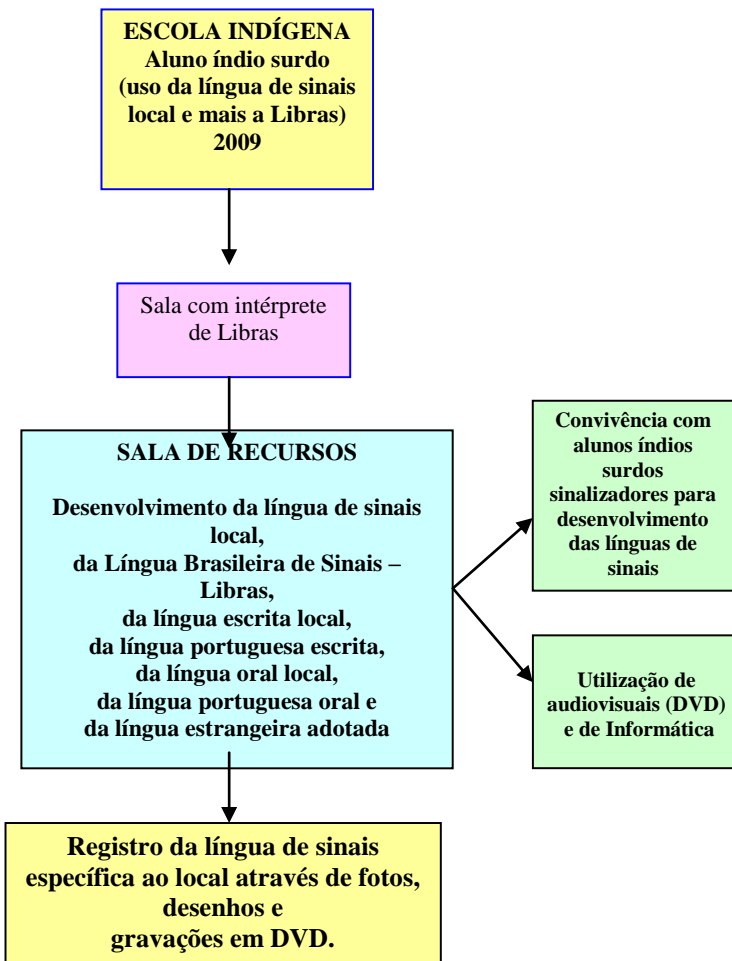 ESCOLA INDÍGENA
Aluno índio surdo
(uso da língua de sinais
local e mais a Libras)
2009
Sala com intérprete
de Libras
SALA DE RECURSOS
Desenvolvimento da língua de sinais
local,
da Língua Brasileira de Sinais –
Libras,
da língua escrita local,
da língua portuguesa escrita,
da língua oral local,
da língua portuguesa oral e
da língua estrangeira adotada
Convivência com
alunos índios
surdos
sinalizadores para
desenvolvimento
das línguas de
sinais
Utilização de
audiovisuais (DVD)
e de Informática
Registro da língua de sinais
específica ao local através de fotos,
desenhos e
gravações em DVD.